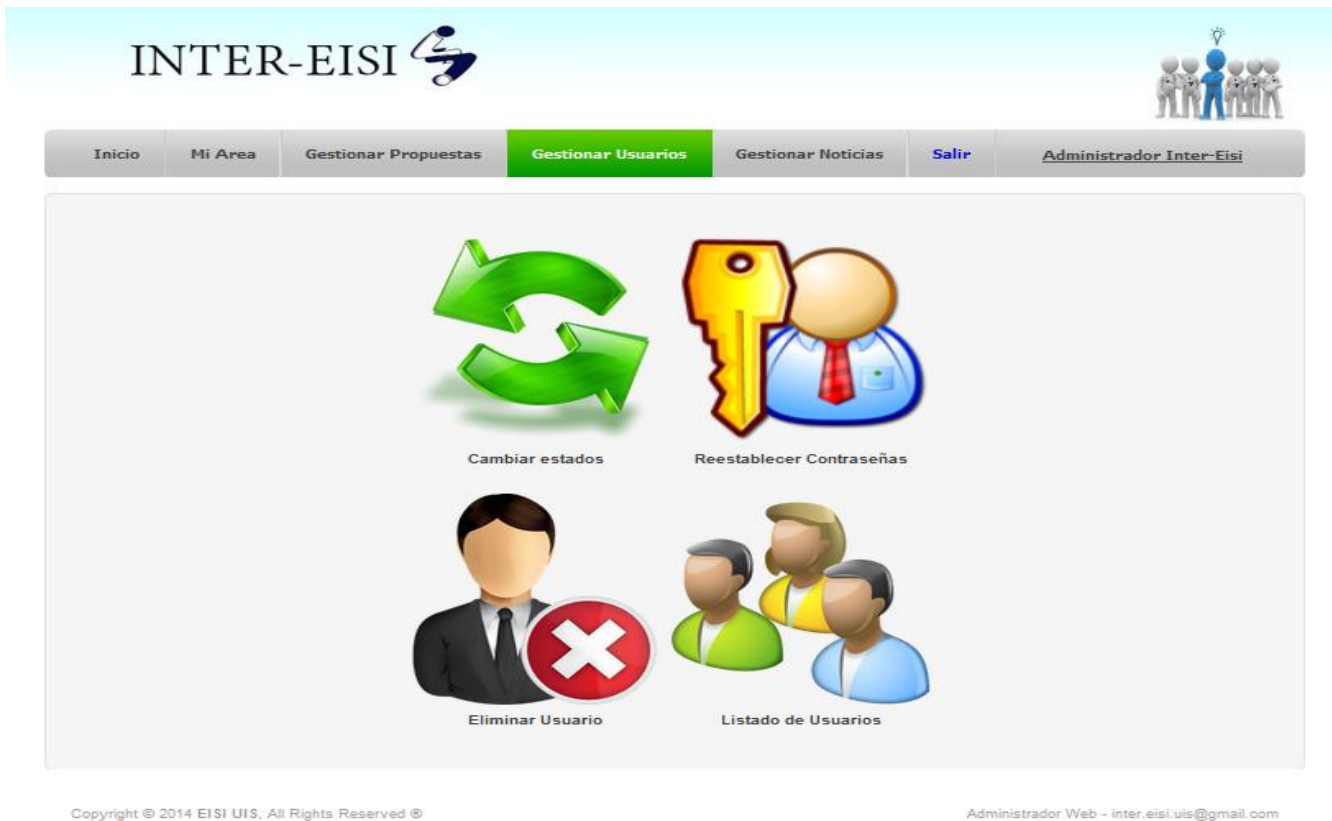 INTER-EISI
Inicio Mi Area Gestionar Propuestas Gestionar Usuarios Gestionar Noticias Salir Administrador Inter-Eisi
Cambiar estados Reestablecer Contraseñas
Eliminar Usuario Listado de Usuarios
Copyright © 2014 EISI UIS, All Rights Reserved ® Administrador Web - inter.eisi.uis@gmail.com